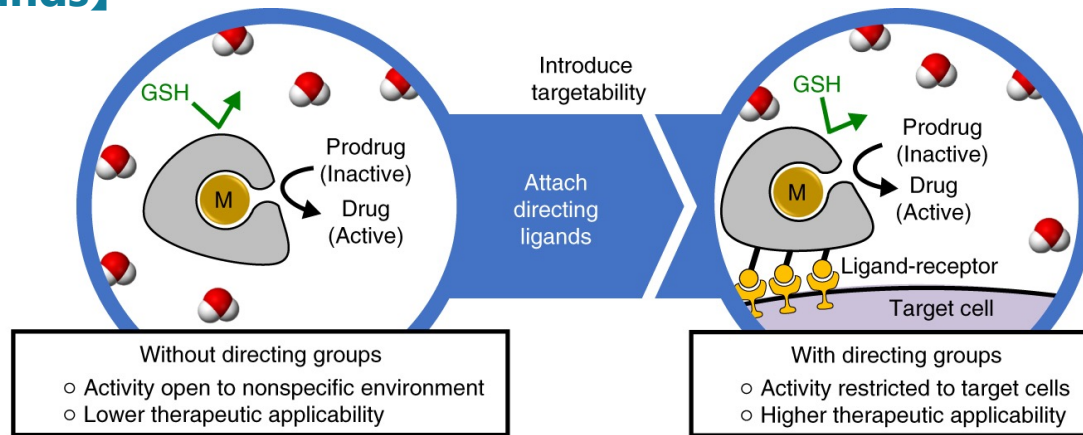 GSH
M
Prodrug
(Inactive)
Drug
(Active)
Without directing groups
○ Activity open to nonspecific environment
○ Lower therapeutic applicability
Introduce
targetability
Attach
directing
ligands
GSH
M
Prodrug
(Inactive)
Drug
(Active)
Ligand-receptor
Target cell
With directing groups
○ Activity restricted to target cells
○ Higher therapeutic applicability